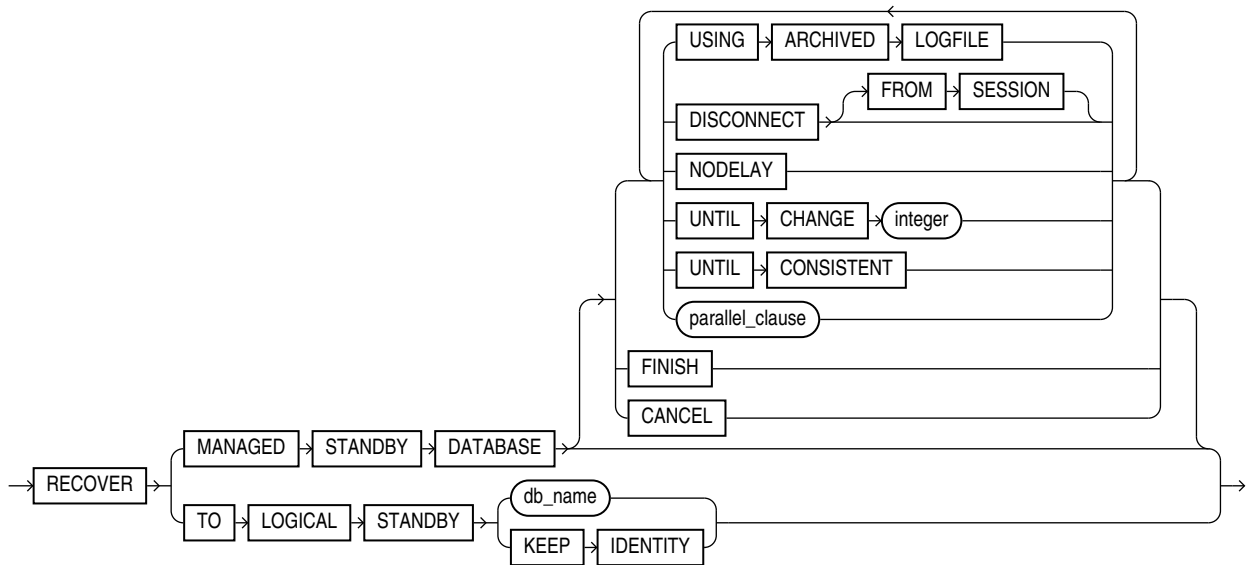 USING ARCHIVED LOGFILE
FROM SESSION
DISCONNECT
NODELAY
UNTIL CHANGE integer
UNTIL CONSISTENT
parallel_clause
FINISH
CANCEL
MANAGED STANDBY DATABASE
RECOVER
db_name
TO LOGICAL STANDBY
KEEP IDENTITY